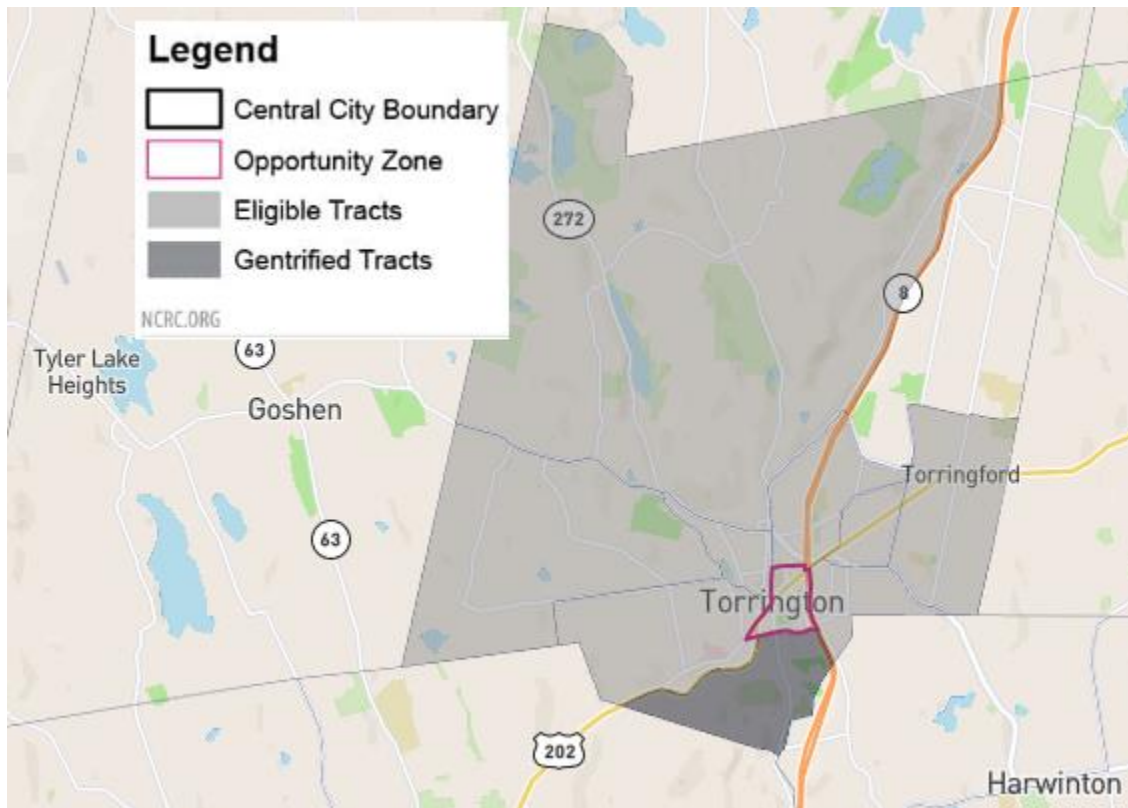 Legend
Central City Boundary
Opportunity Zone
Eligible Tracts
Gentrified Tracts
NCRC.ORG
272
8
63
Tyler Lake
Heights
Goshen
Torringford
63
Torrington
202
Harwinton